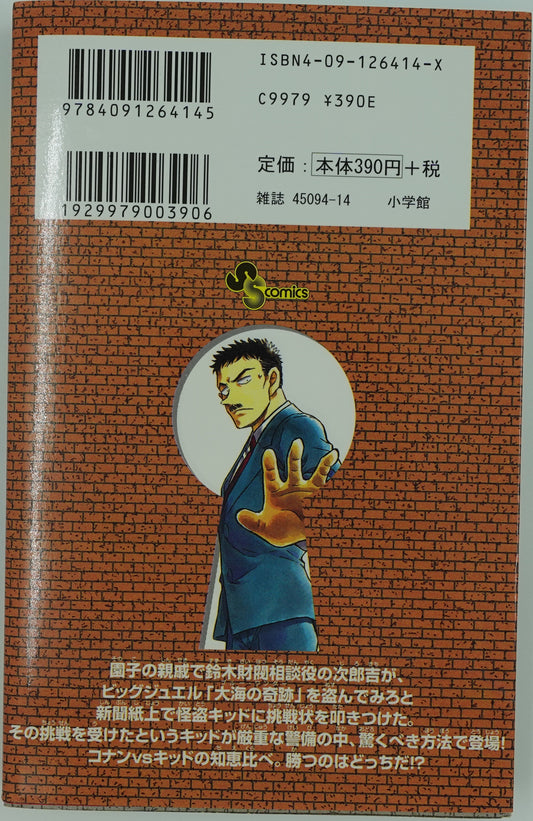 ISBN4-09-126414-X
9784091264145
C9979 ¥390E
定価：本体390円＋税
1929979003906
雑誌 45094-14 小学館
SS comics
園子の親戚で鈴木財閥相談役の次郎吉が、
ビッグジュエル「大海の奇跡」を盗んでみろと
新聞紙上で怪盗キッドに挑戦状を叩きつけた。
その挑戦を受けたというキッドが厳重な警備の中、驚くべき方法で登場!
コナンvsキッドの知恵比べ。勝つのはどっちだ!?